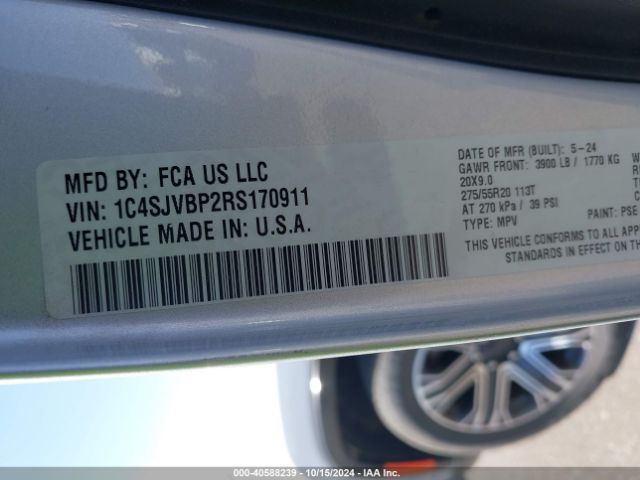 MFD BY: FCA US LLC
VIN: 1C4SJVBP2RS170911
VEHICLE MADE IN: U.S.A.
DATE OF MFR (BUILT): 5-24
GAWR FRONT: 3900 LB / 1770 KG
20X9.0
275/55R20 113T
AT 270 kPa / 39 PSI
TYPE: MPV
PAINT: PSE
THIS VEHICLE CONFORMS TO ALL APP
STANDARDS IN EFFECT ON TH
000-40588239 - 10/15/2024 - IAA Inc.